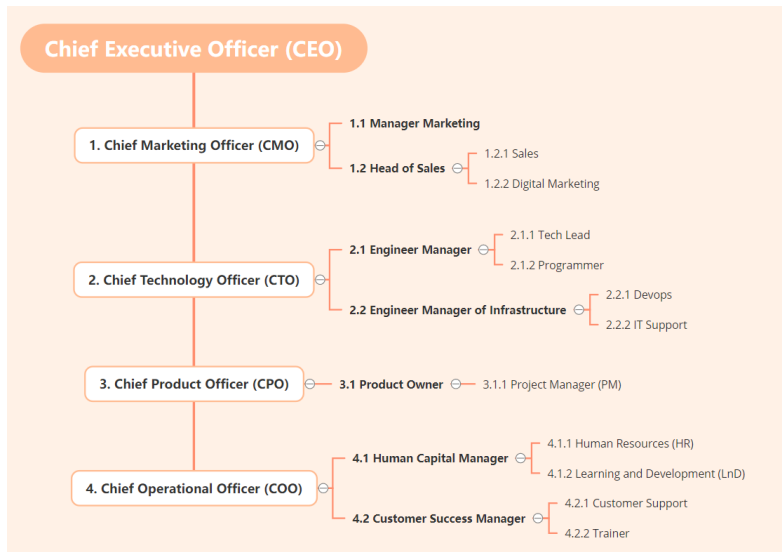 Chief Executive Officer (CEO)
1. Chief Marketing Officer (CMO)
1.1 Manager Marketing
1.2 Head of Sales
1.2.1 Sales
1.2.2 Digital Marketing
2. Chief Technology Officer (CTO)
2.1 Engineer Manager
2.1.1 Tech Lead
2.1.2 Programmer
2.2 Engineer Manager of Infrastructure
2.2.1 Devops
2.2.2 IT Support
3. Chief Product Officer (CPO)
3.1 Product Owner
3.1.1 Project Manager (PM)
4. Chief Operational Officer (COO)
4.1 Human Capital Manager
4.1.1 Human Resources (HR)
4.1.2 Learning and Development (LnD)
4.2 Customer Success Manager
4.2.1 Customer Support
4.2.2 Trainer